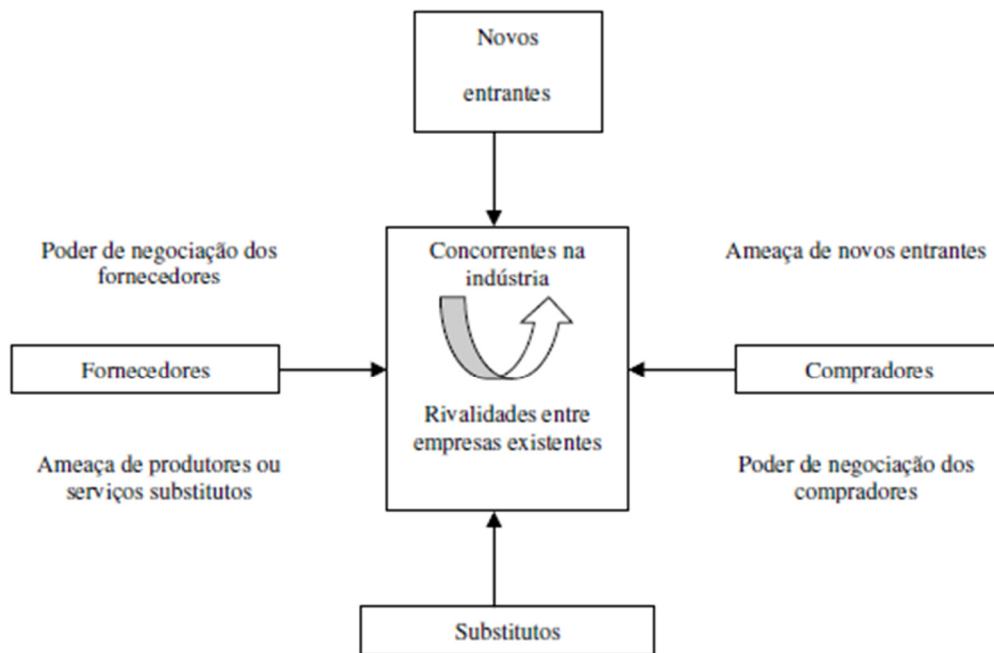 Novos
entrantes
Poder de negociação dos
fornecedores
Concorrentes na
indústria
Ameaça de novos entrantes
Fornecedores
Compradores
Rivalidades entre
empresas existentes
Ameaça de produtores ou
serviços substitutos
Poder de negociação dos
compradores
Substitutos